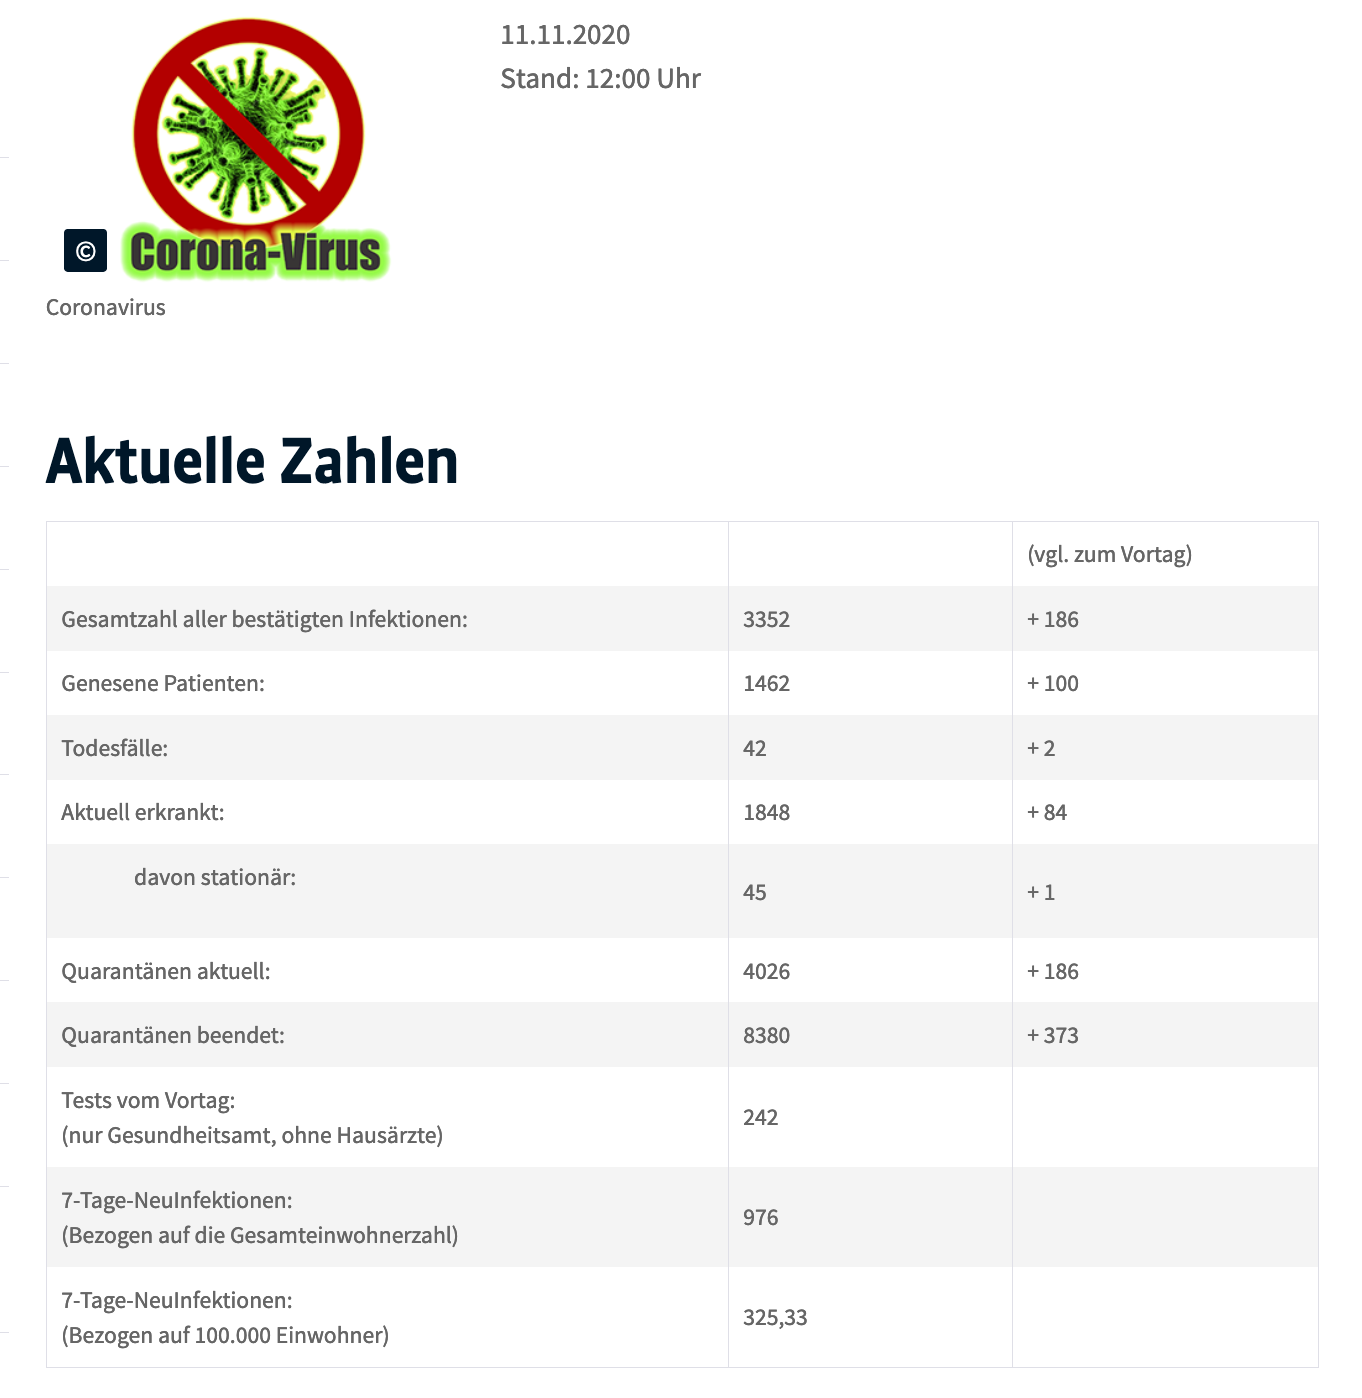 11.11.2020
Stand: 12:00 Uhr
Corona-Virus
©
Coronavirus
Aktuelle Zahlen
(vgl. zum Vortag)
Gesamtzahl aller bestätigten Infektionen: 3352 + 186
Genesene Patienten: 1462 + 100
Todesfälle: 42 + 2
Aktuell erkrankt: 1848 + 84
davon stationär: 45 + 1
Quarantänen aktuell: 4026 + 186
Quarantänen beendet: 8380 + 373
Tests vom Vortag:
(nur Gesundheitsamt, ohne Hausärzte) 242
7-Tage-NeuInfektionen:
(Bezogen auf die Gesamteinwohnerzahl) 976
7-Tage-NeuInfektionen:
(Bezogen auf 100.000 Einwohner) 325,33